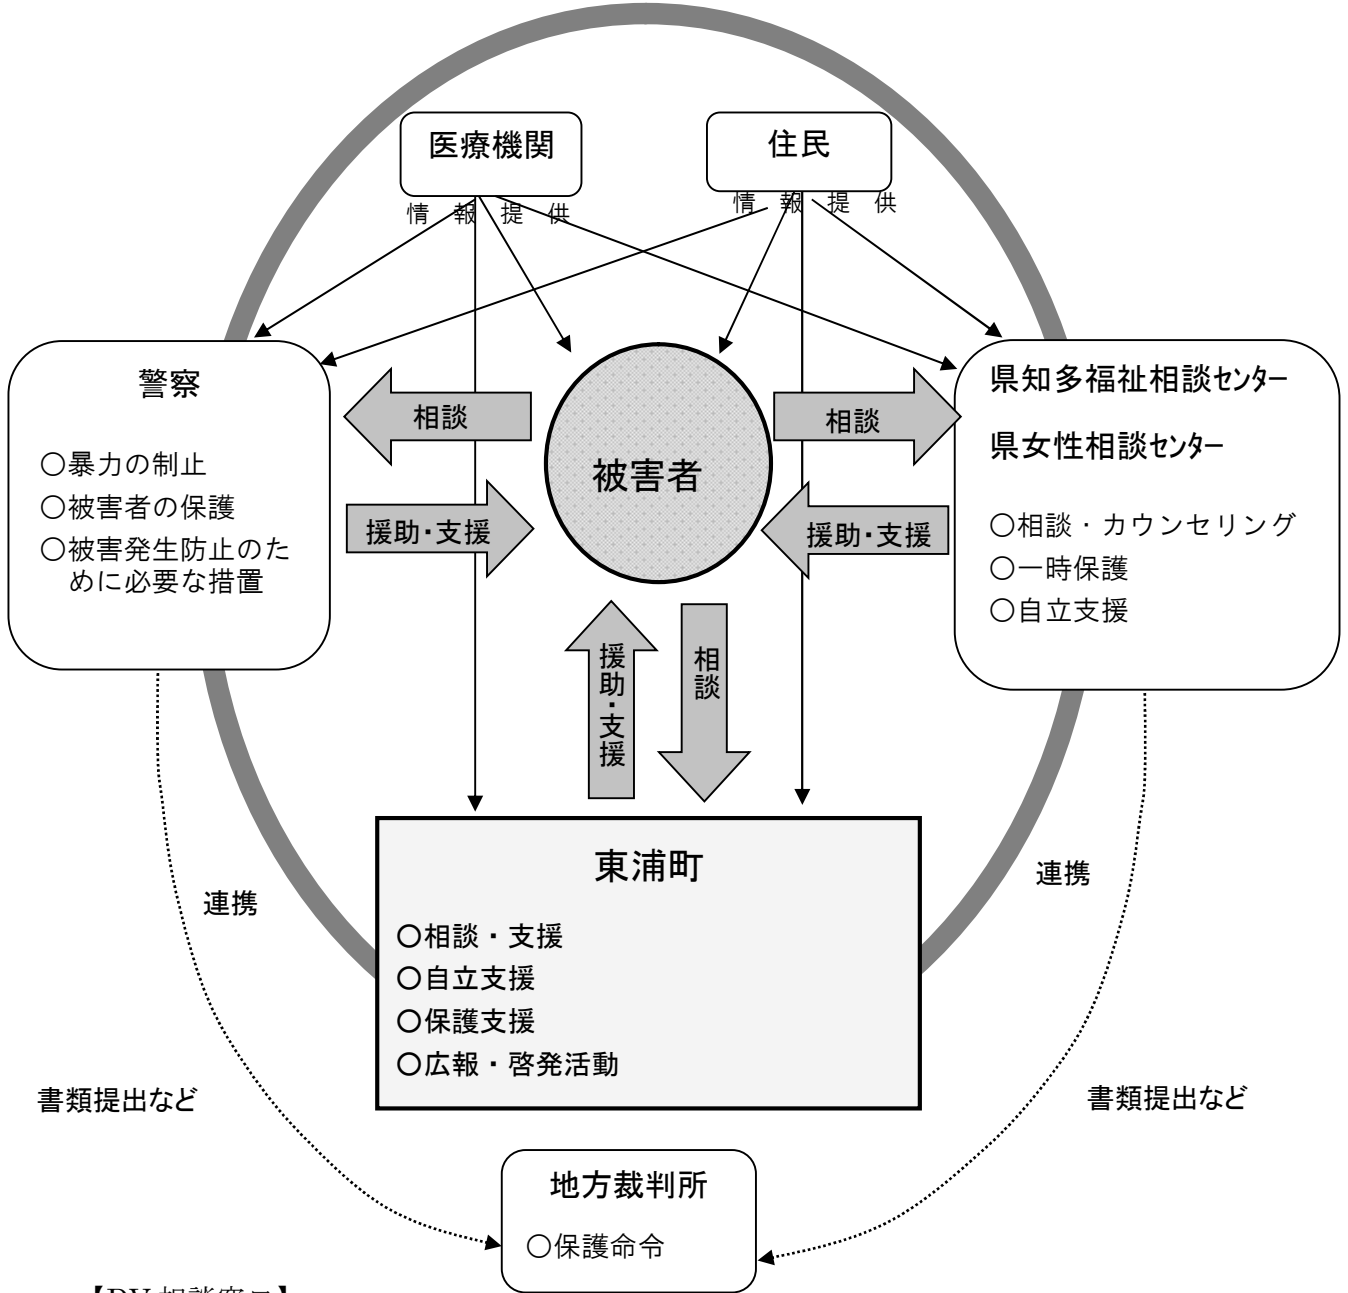 医療機関
住民
情報提供
情報提供
警察
○暴力の制止
○被害者の保護
○被害発生防止のた
めに必要な措置
相談
援助・支援
被害者
相談
援助・支援
県知多福祉相談センター
県女性相談センター
○相談・カウンセリング
○一時保護
○自立支援
援助・支援
相談
東浦町
○相談・支援
○自立支援
○保護支援
○広報・啓発活動
連携
連携
書類提出など
書類提出など
地方裁判所
○保護命令